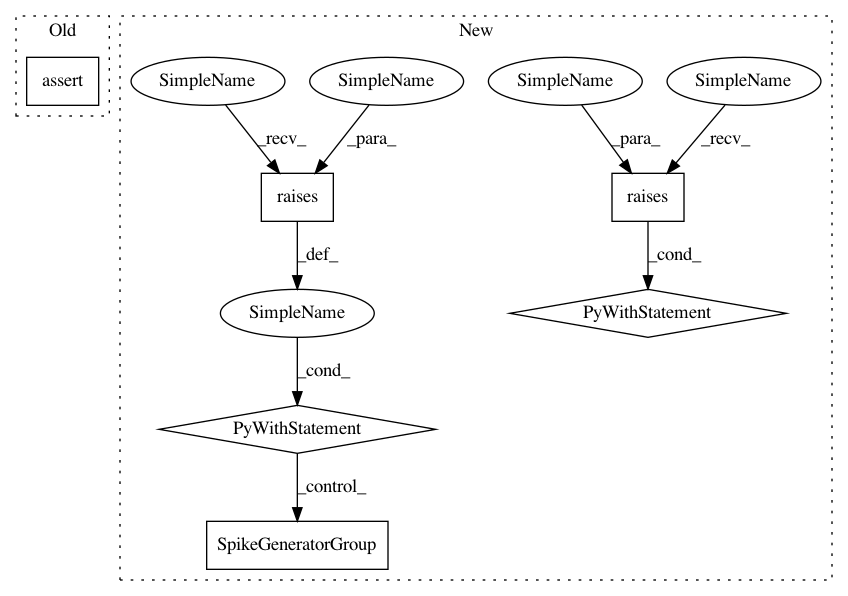 Old
New
assert
SimpleName
SimpleName
SimpleName
SimpleName
_recv_
_para_
_para_
_recv_
raises
raises
_def_
_cond_
SimpleName
PyWithStatement
_cond_
PyWithStatement
_control_
SpikeGeneratorGroup